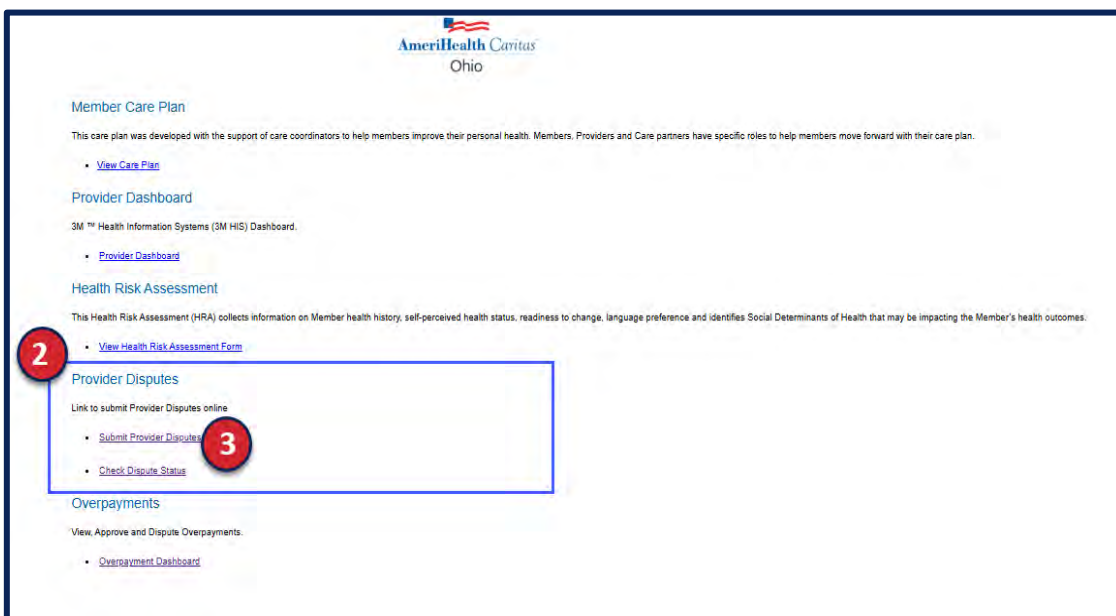 AmeriHealth Caritas
Ohio
Member Care Plan
This care plan was developed with the support of care coordinators to help members improve their personal health. Members, Providers and Care partners have specific roles to help members move forward with their care plan.
• View Care Plan
Provider Dashboard
3M ™ Health Information Systems (3M HIS) Dashboard.
• Provider Dashboard
Health Risk Assessment
This Health Risk Assessment (HRA) collects information on Member health history, self-perceived health status, readiness to change, language preference and identifies Social Determinants of Health that may be impacting the Member's health outcomes.
• View Health Risk Assessment Form
2
Provider Disputes
Link to submit Provider Disputes online
• Submit Provider Disputes
3
• Check Dispute Status
Overpayments
View, Approve and Dispute Overpayments.
• Overpayment Dashboard